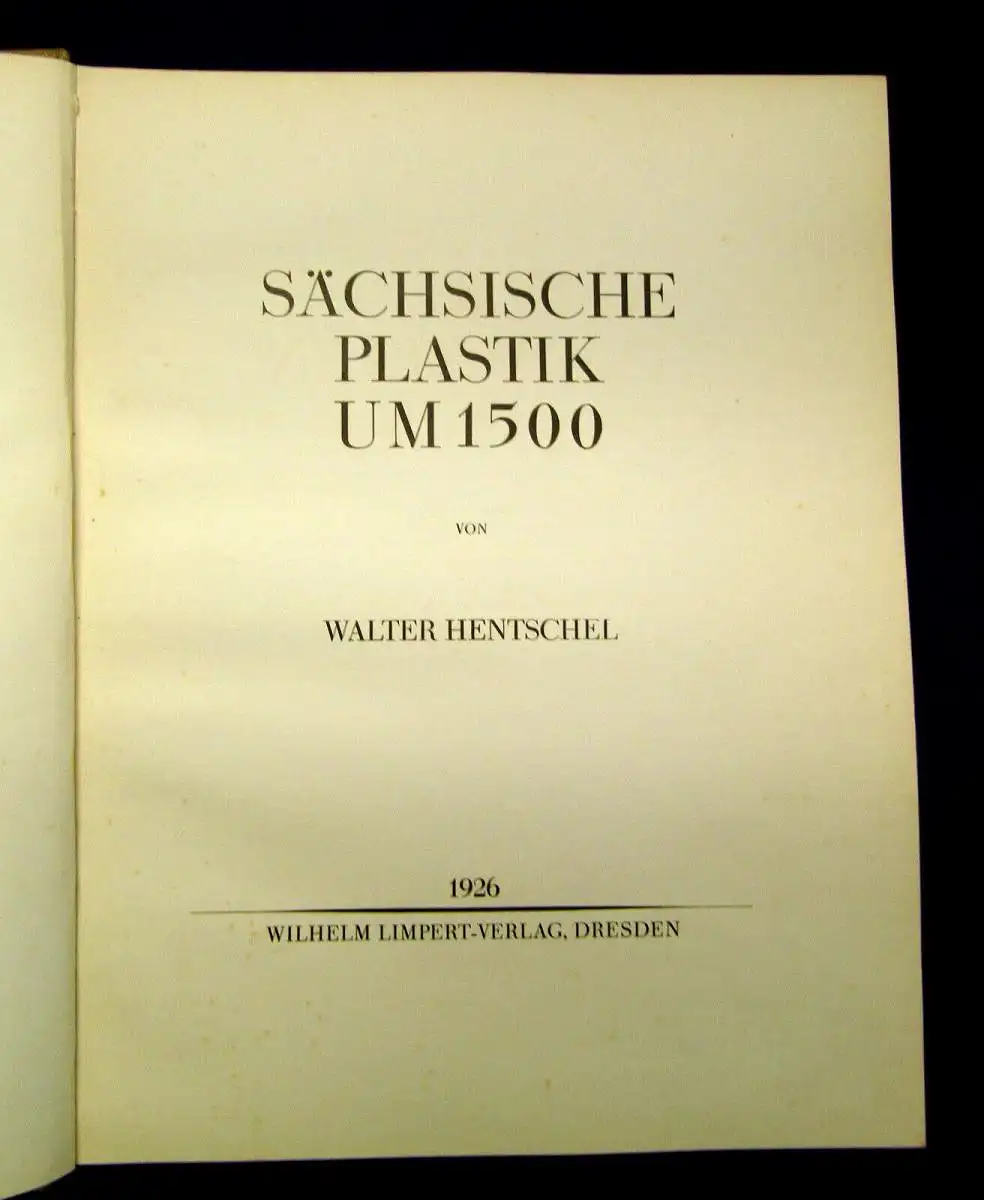 SÄCHSISCHE
PLASTIK
UM 1500
VON
WALTER HENTSCHEL
1926
WILHELM LIMPERT-VERLAG, DRESDEN